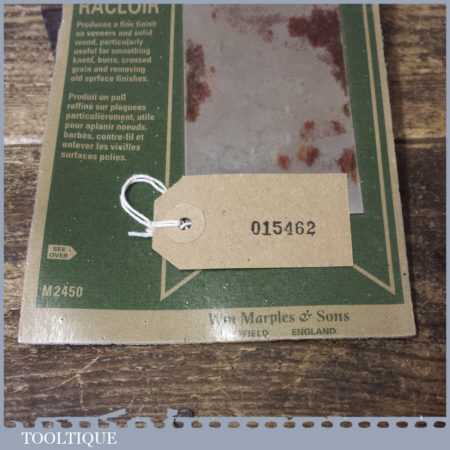 RACLOIR
Produces a fine finish
on veneers and solid
wood, particularly
useful for smoothing
knots, burrs, crossed
grain and removing
old surface finishes.
Produit un poli
raffiné sur plaquees
particulièrement, utile
pour aplanir noeuds,
barbes, contre-fil et
enlever les vieilles
surfaces polies.
SEE
OVER
M2450
015462
Wm Marples & Sons
FIELD ENGLAND
TOOLTIQUE